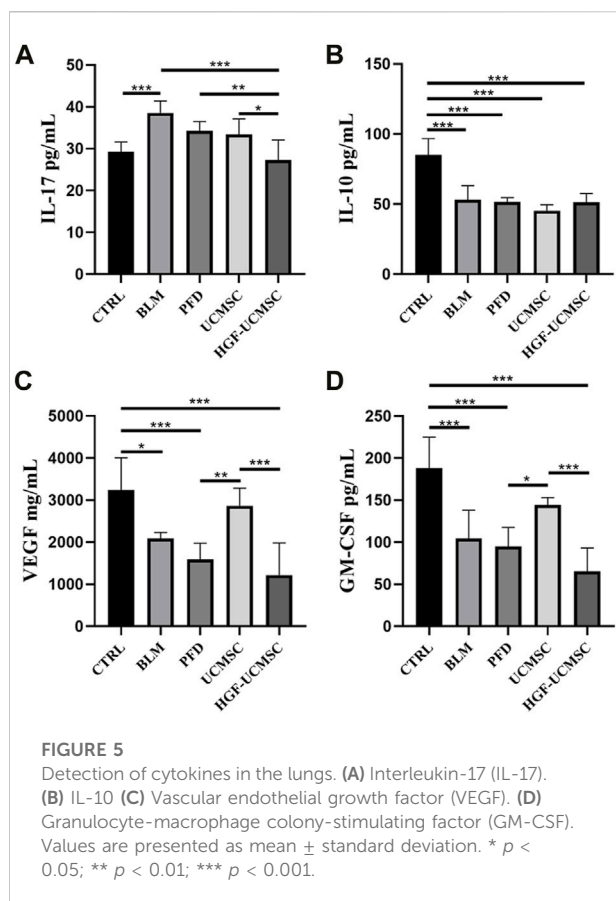 A
***
**
***
*
IL-17 pg/mL
50
40
30
20
10
0
CTRL
BLM
PFD
UCMSC
HGF-UCMSC
B
***
***
***
***
IL-10 pg/mL
150
100
50
0
CTRL
BLM
PFD
UCMSC
HGF-UCMSC
C
***
***
*
**
***
VEGF mg/mL
5000
4000
3000
2000
1000
0
CTRL
BLM
PFD
UCMSC
HGF-UCMSC
D
***
***
***
*
***
GM-CSF pg/mL
250
200
150
100
50
0
CTRL
BLM
PFD
UCMSC
HGF-UCMSC
FIGURE 5
Detection of cytokines in the lungs. (A) Interleukin-17 (IL-17).
(B) IL-10 (C) Vascular endothelial growth factor (VEGF). (D)
Granulocyte-macrophage colony-stimulating factor (GM-CSF).
Values are presented as mean ± standard deviation. * p <
0.05; ** p < 0.01; *** p < 0.001.